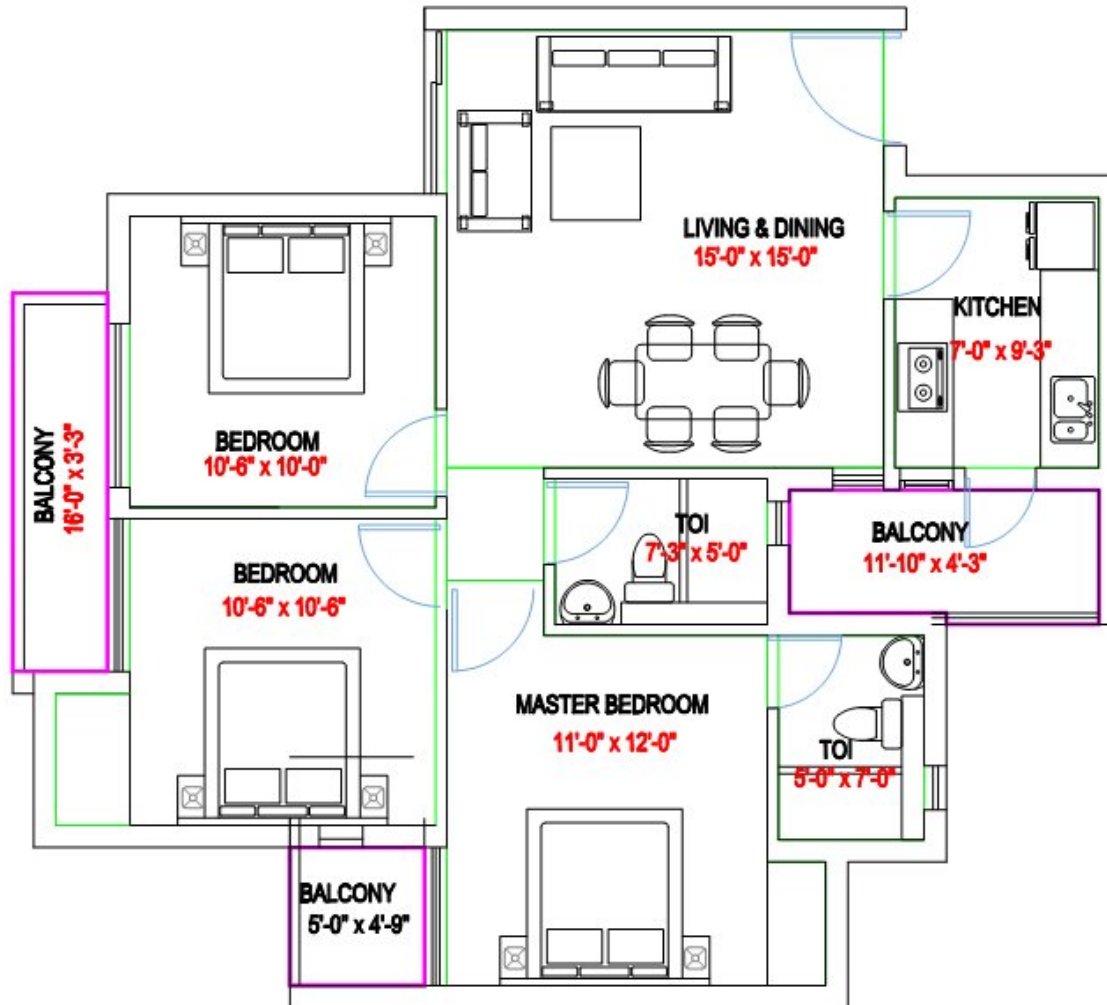 LIVING & DINING
15'-0" x 15'-0"
KITCHEN
7'-0" x 9'-3"
BEDROOM
10'-6" x 10'-0"
BALCONY
16'-0" x 3'-3"
TOI
7'-3" x 5'-0"
BALCONY
11'-10" x 4'-3"
BEDROOM
10'-6" x 10'-6"
MASTER BEDROOM
11'-0" x 12'-0"
TOI
5'-0" x 7'-0"
BALCONY
5'-0" x 4'-9"